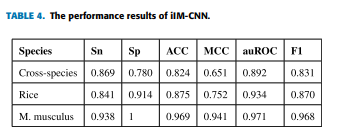 TABLE 4. The performance results of iIM-CNN.
Species Sn Sp ACC MCC auROC F1
Cross-species 0.869 0.780 0.824 0.651 0.892 0.831
Rice 0.841 0.914 0.875 0.752 0.934 0.870
M. musculus 0.938 1 0.969 0.941 0.971 0.968